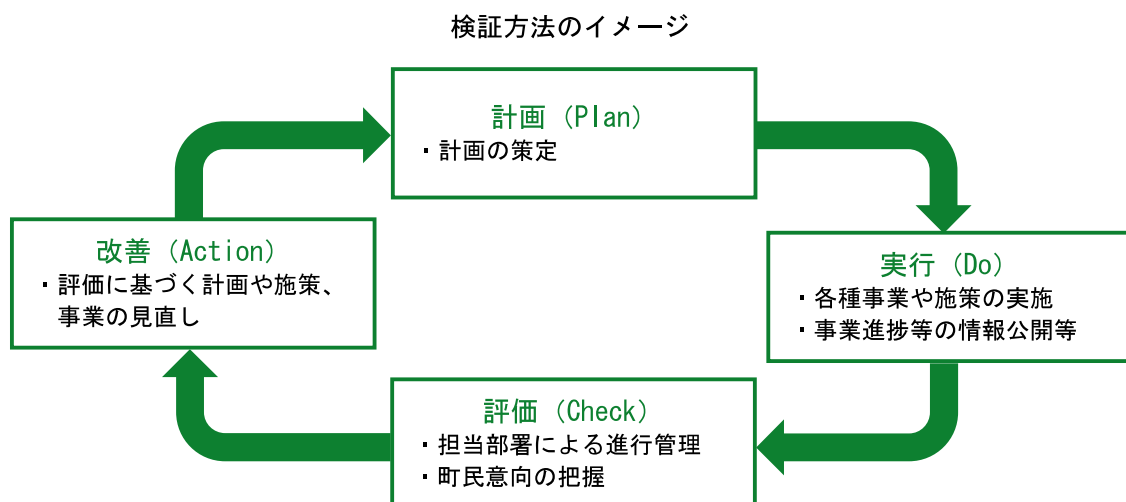 検証方法のイメージ
計画（Plan）
・計画の策定
実行（Do）
・各種事業や施策の実施
・事業進捗等の情報公開等
評価（Check）
・担当部署による進行管理
・町民意向の把握
改善（Action）
・評価に基づく計画や施策、
事業の見直し